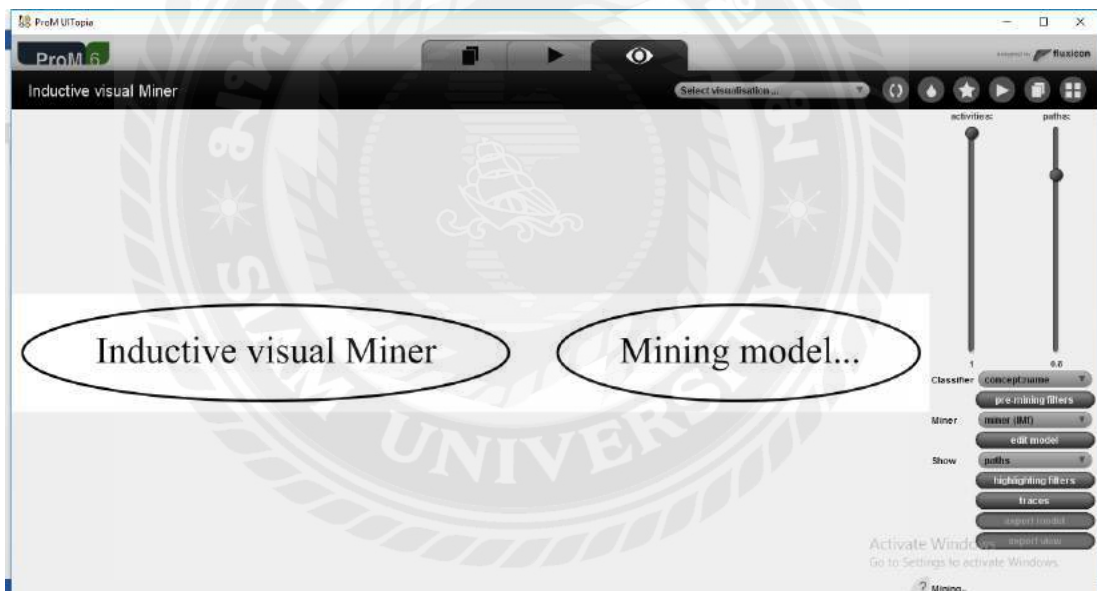 ProM UITopia
ProM 6
fluxicon
Inductive visual Miner
Select visualisation...
activities:
paths:
SIAM UNIVERSITY
Inductive visual Miner
Mining model...
1
0.8
Classifier
concept:name
pre-mining filters
Miner
miner (IMf)
edit model
Show
paths
highlighting filters
traces
export model
export view
Activate Windows
Go to Settings to activate Windows.
?
Mining..